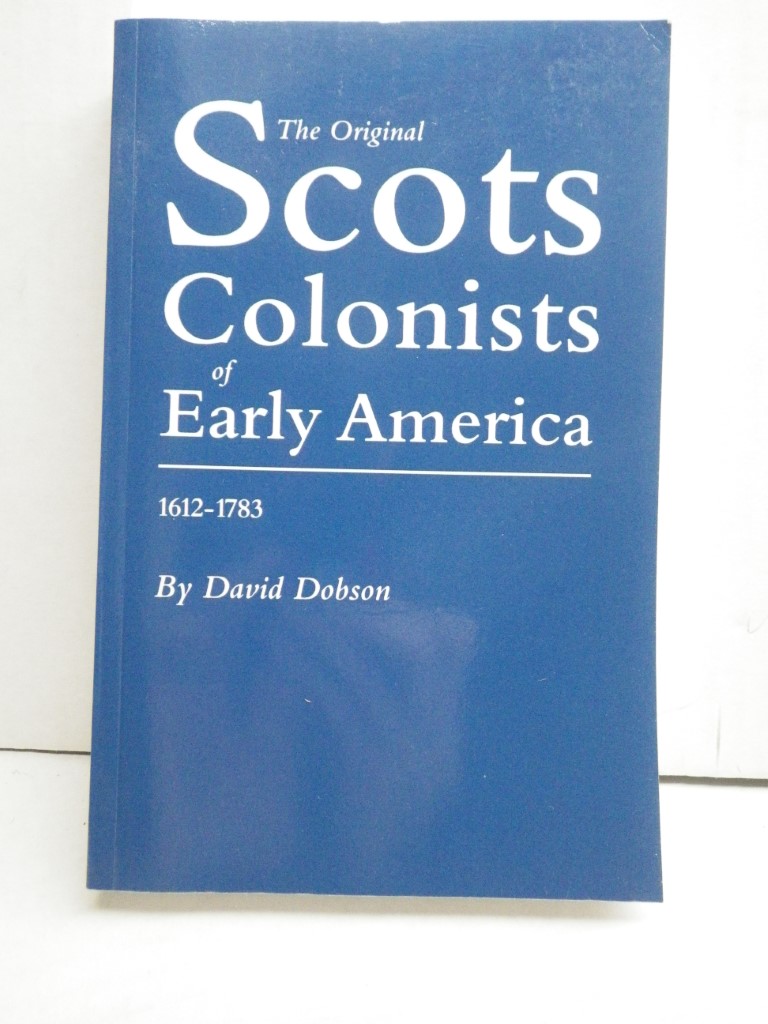 The Original
Scots
Colonists
of
Early America
1612-1783
By David Dobson